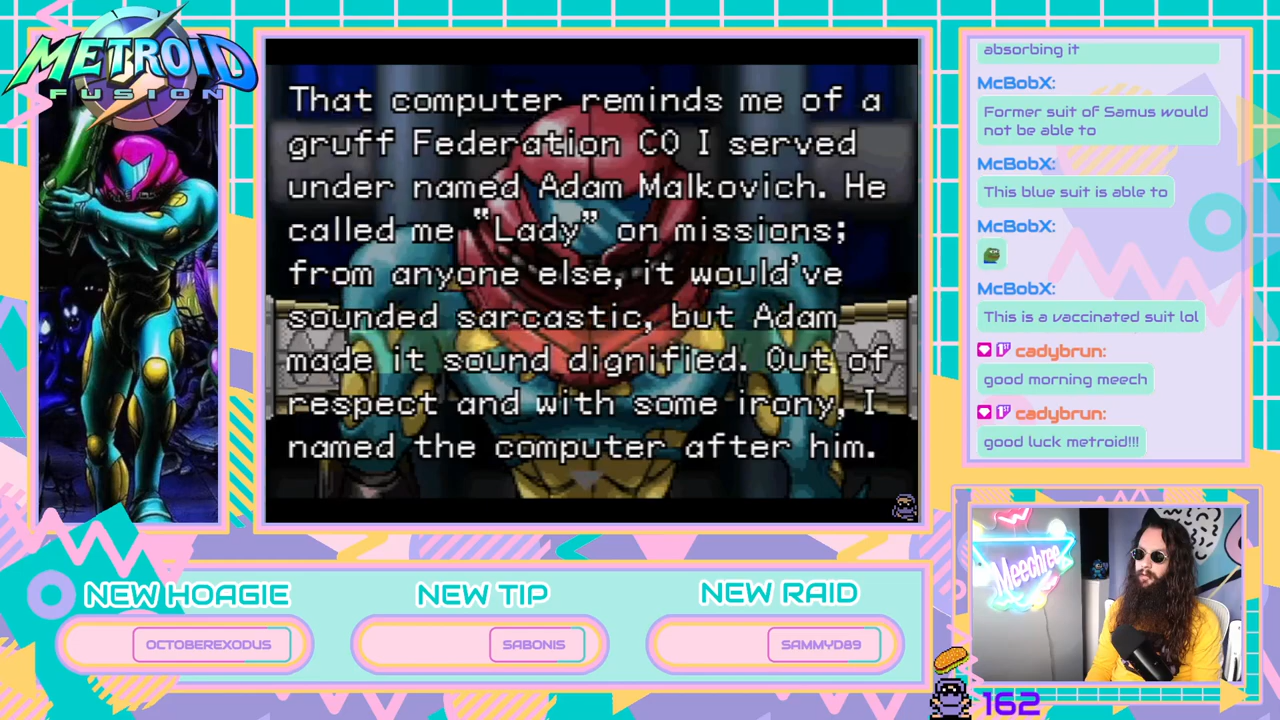 METROID
FUSION
That computer reminds me of a
gruff Federation CO I served
under named Adam Malkovich. He
called me "Lady" on missions;
from anyone else, it would've
sounded sarcastic, but Adam
made it sound dignified. Out of
respect and with some irony, I
named the computer after him.
absorbing it
McBobX:
Former suit of Samus would
not be able to
McBobX:
This blue suit is able to
McBobX:
McBobX:
This is a vaccinated suit lol
cadybrun:
good morning meech
cadybrun:
good luck metroid!!!
Meechree
NEW HOAGIE
OCTOBEREXODUS
NEW TIP
SABONIS
NEW RAID
SAMMYD89
162